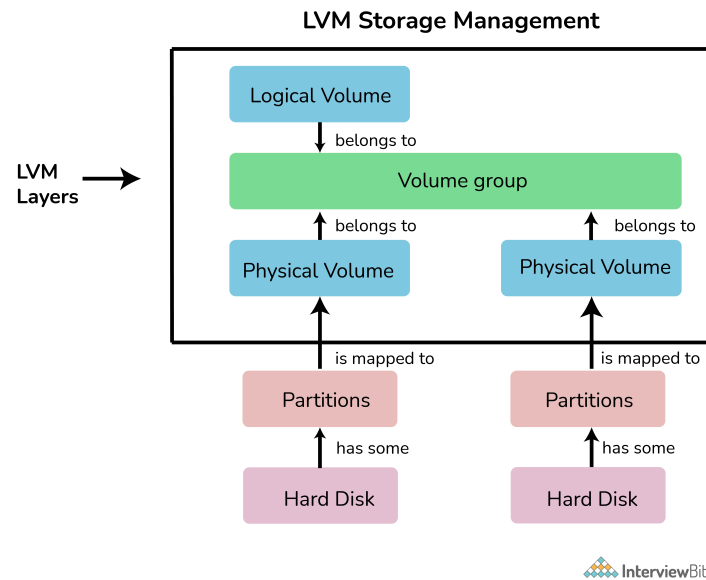 LVM Storage Management
Logical Volume
belongs to
LVM
Layers
Volume group
belongs to
belongs to
Physical Volume
Physical Volume
is mapped to
is mapped to
Partitions
Partitions
has some
has some
Hard Disk
Hard Disk
InterviewBit